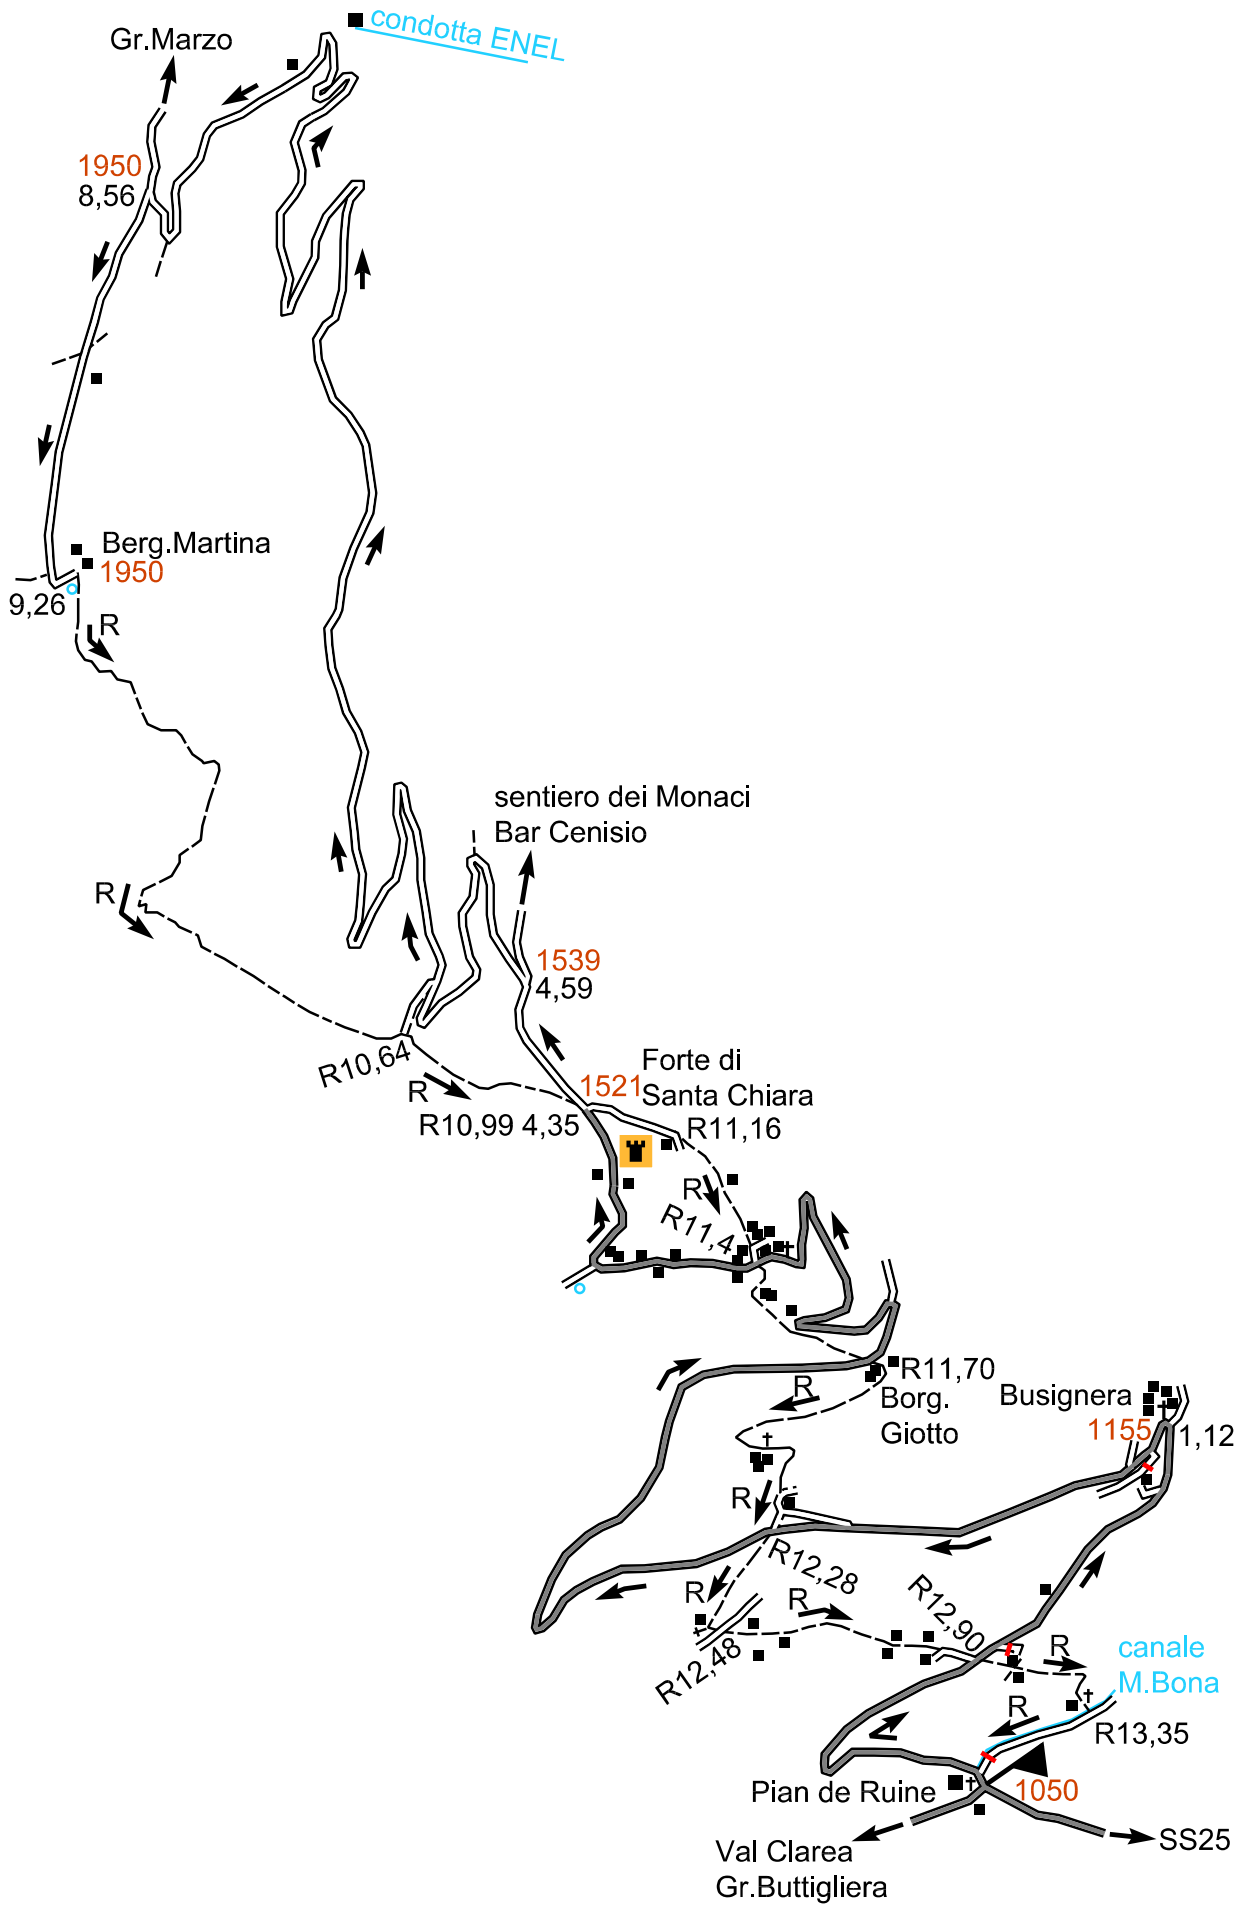 condotta ENEL
Gr.Marzo
1950
8,56
Berg.Martina
1950
9,26
R
R
sentiero dei Monaci
Bar Cenisio
1539
4,59
R10,64
R
Forte di
Santa Chiara
1521
R10,99 4,35
R11,16
R
R11,4
R11,70
Borg.
Giotto
R
Busignera
1155
1,12
R
R12,28
R
R
R12,90
R12,48
R
canale
M.Bona
R
R13,35
Pian de Ruine
1050
SS25
Val Clarea
Gr.Buttigliera